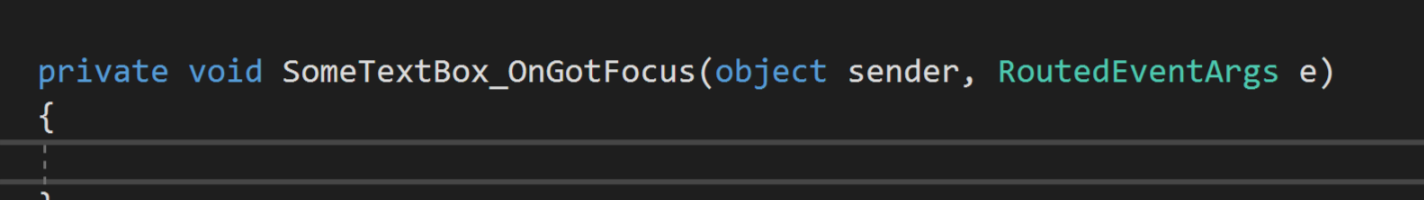 private void SomeTextBox_OnGotFocus(object sender, RoutedEventArgs e)
{
}